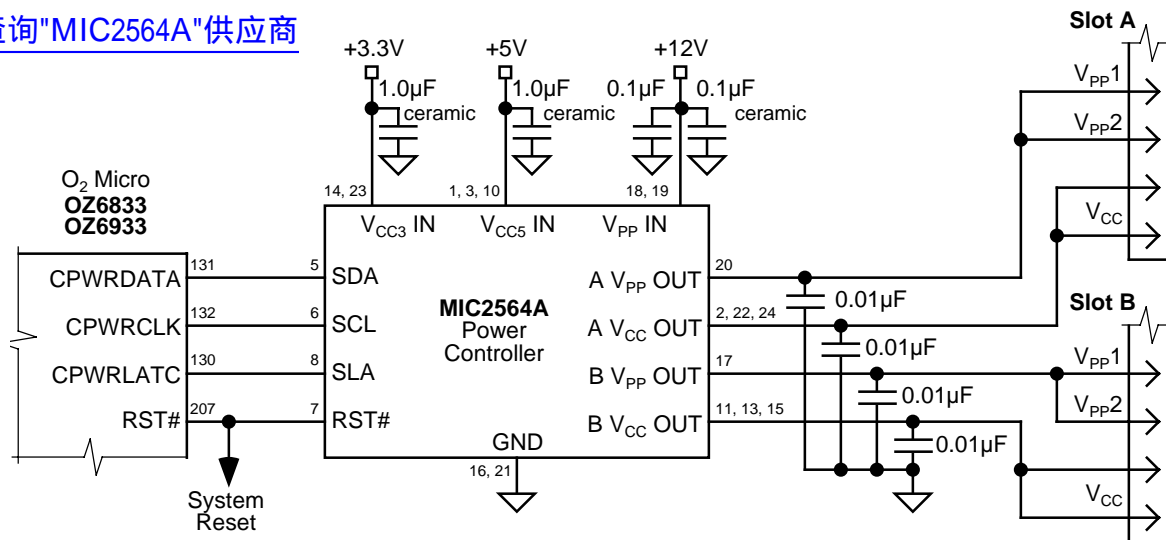 查询"MIC2564A"供应商
Slot A
+3.3V
+5V
+12V
1.0µF
ceramic
1.0µF
ceramic
0.1µF
0.1µF
ceramic
VPP1
VPP2
VCC
O2 Micro
OZ6833
OZ6933
14, 23
1, 3, 10
18, 19
VCC3 IN
VCC5 IN
VPP IN
CPWRDATA
131
5
SDA
A VPP OUT
20
CPWRCLK
132
6
SCL
MIC2564A
Power
Controller
A VCC OUT
2, 22, 24
CPWRLATC
130
8
SLA
B VPP OUT
17
RST#
207
7
RST#
B VCC OUT
11, 13, 15
GND
16, 21
System
Reset
0.01µF
0.01µF
0.01µF
0.01µF
Slot B
VPP1
VPP2
VCC